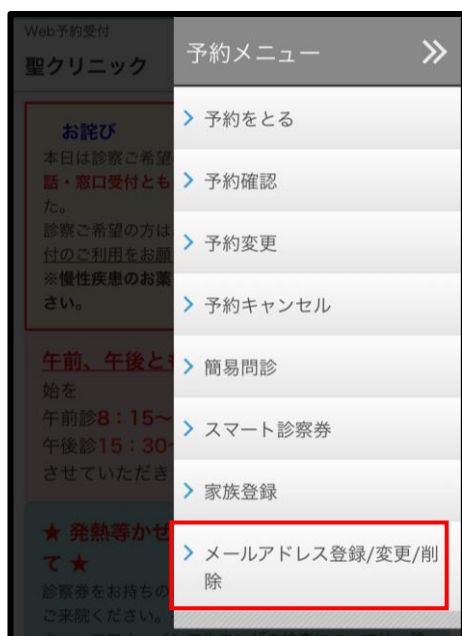 Web予約受付
聖クリニック
予約メニュー
お詫び
本日は診察ご希望
話・窓口受付とも
た。
診察ご希望の方は
付のご利用をお願
※慢性疾患のお薬
さい。
午前、午後とも
始を
午前診8:15~
午後診15:30~
させていただき
★ 発熱等かぜ
て ★
診察券をお持ちの
ご来院ください。
予約をとる
予約確認
予約変更
予約キャンセル
簡易問診
スマート診察券
家族登録
メールアドレス登録/変更/削
除